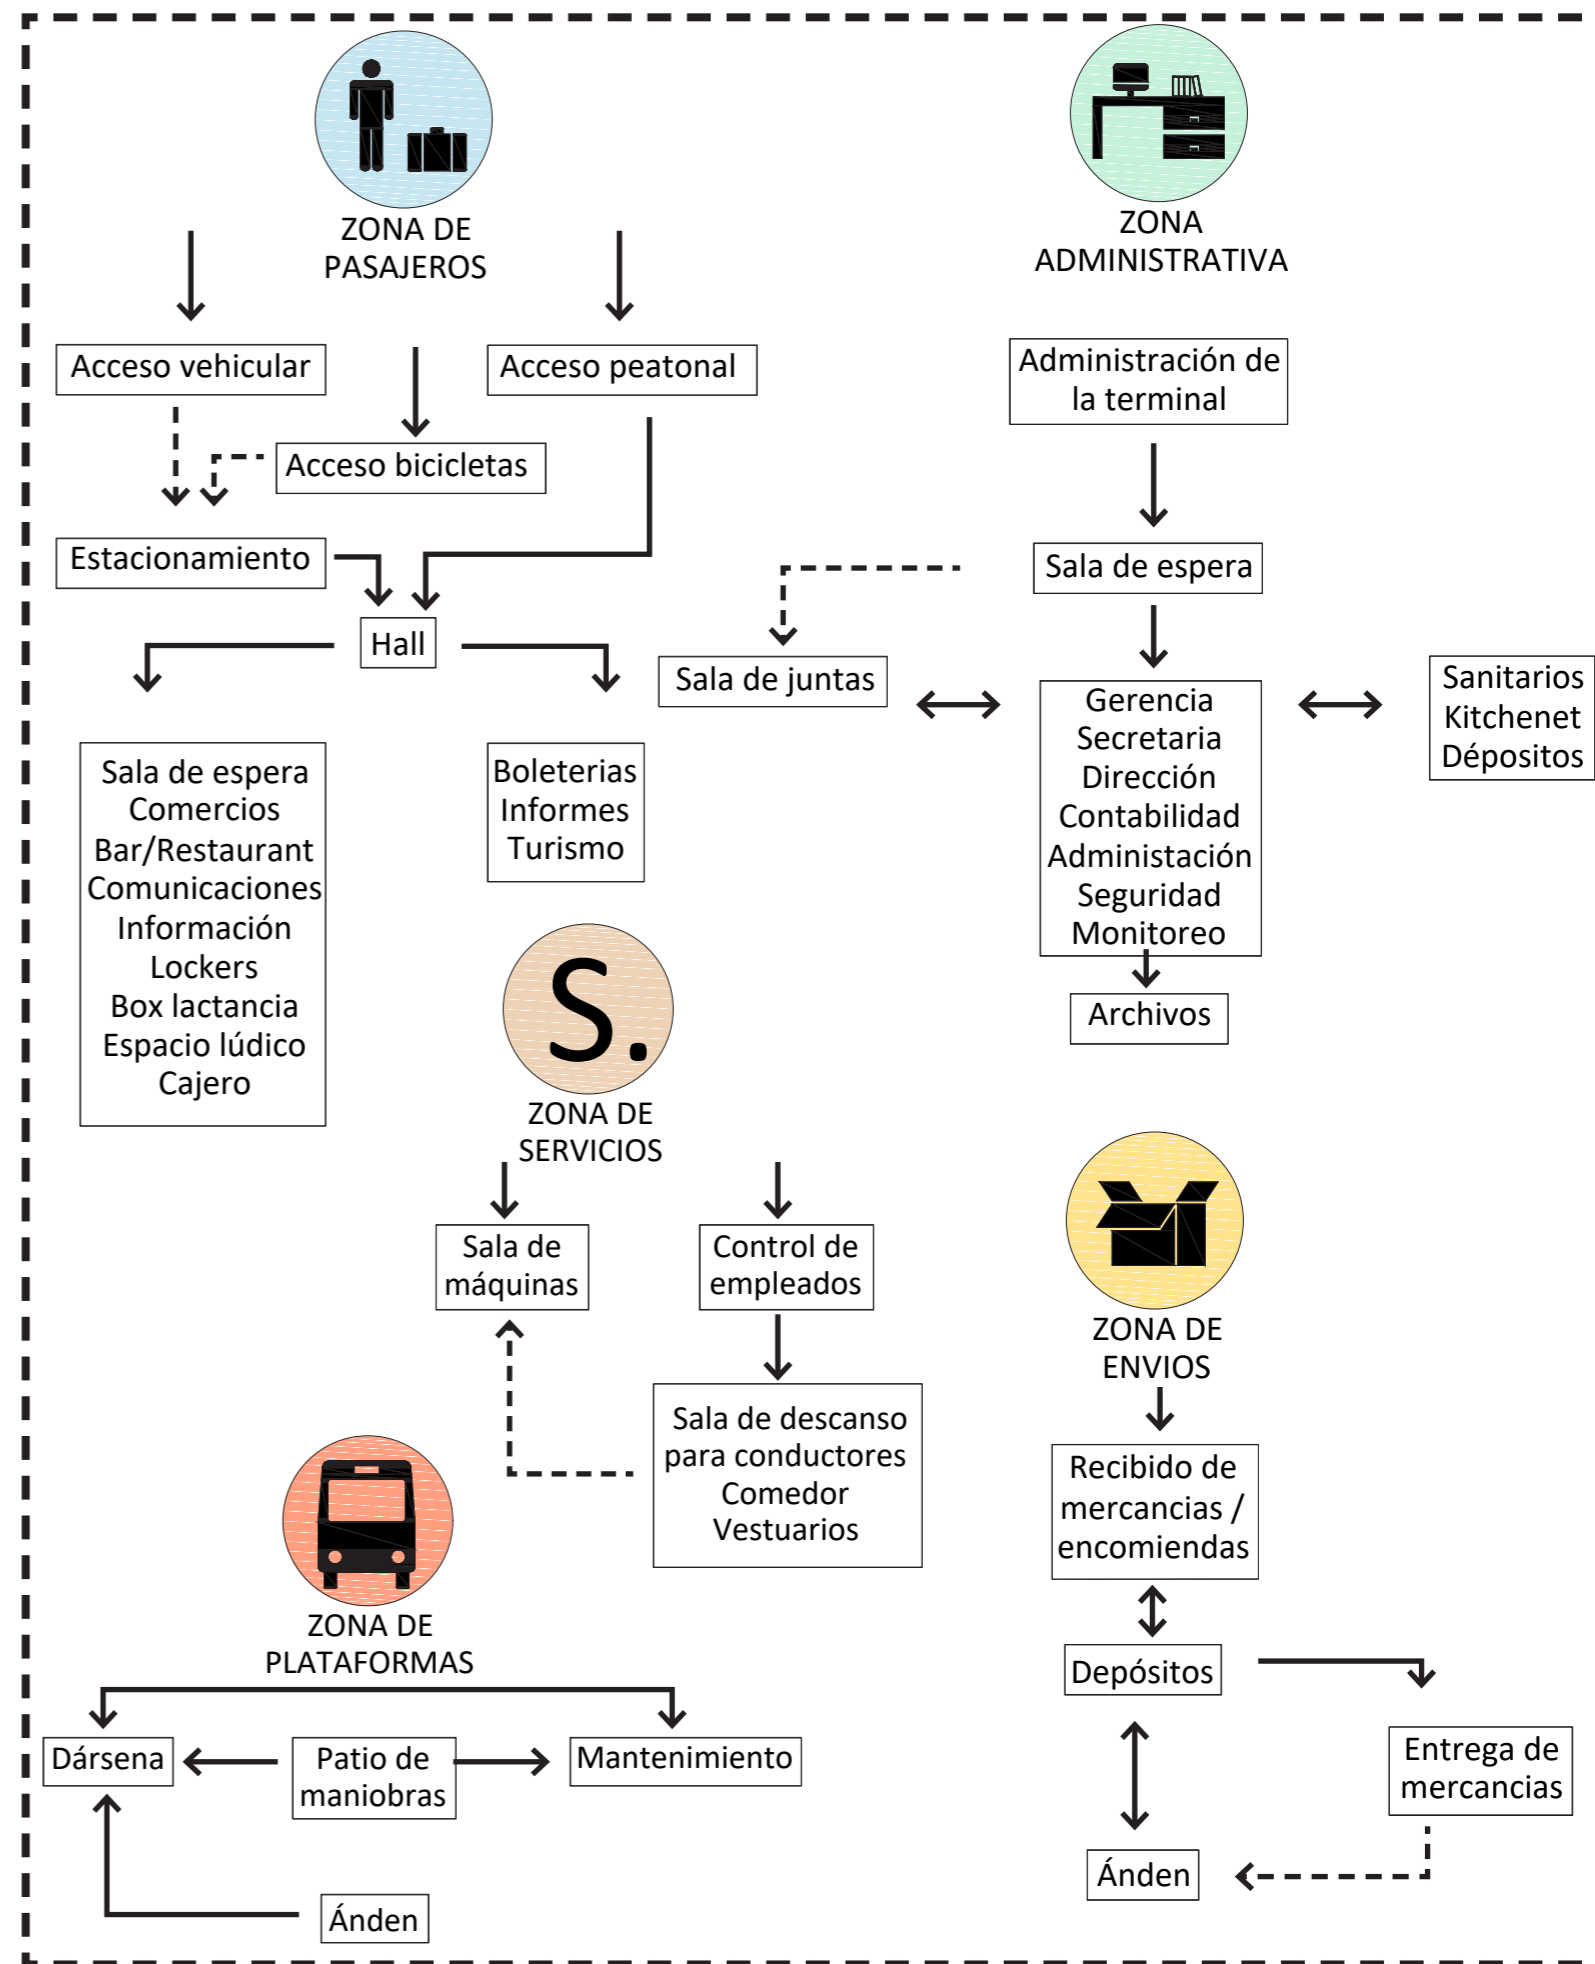 ZONA DE
PASAJEROS
Acceso vehicular
Acceso peatonal
Acceso bicicletas
Estacionamiento
Hall
Sala de espera
Comercios
Bar/Restaurant
Comunicaciones
Información
Lockers
Box lactancia
Espacio lúdico
Cajero
Boleterias
Informes
Turismo
ZONA
ADMINISTRATIVA
Administración de
la terminal
Sala de espera
Sala de juntas
Gerencia
Secretaria
Dirección
Contabilidad
Administación
Seguridad
Monitoreo
Sanitarios
Kitchenet
Dépositos
Archivos
S.
ZONA DE
SERVICIOS
Sala de
máquinas
Control de
empleados
Sala de descanso
para conductores
Comedor
Vestuarios
ZONA DE
ENVIOS
Recibido de
mercancias /
encomiendas
Depósitos
Entrega de
mercancias
Ánden
ZONA DE
PLATAFORMAS
Dársena
Patio de
maniobras
Mantenimiento
Ánden